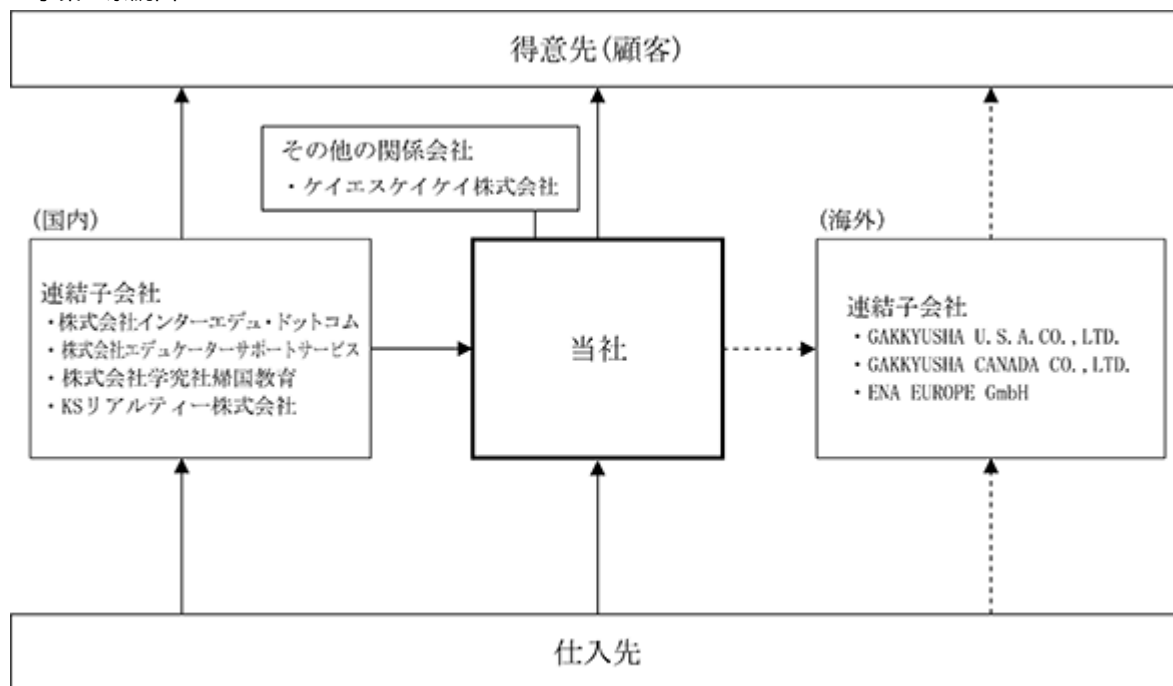 得意先(顧客)
その他の関係会社
・ケイエスケイケイ株式会社
(国内)
連結子会社
・株式会社インターエデュ・ドットコム
・株式会社エデュケーターサポートサービス
・株式会社学究社帰国教育
・KSリアルティー株式会社
当社
(海外)
連結子会社
・GAKKYUSHA U.S.A.CO.,LTD.
・GAKKYUSHA CANADA CO.,LTD.
・ENA EUROPE GmbH
仕入先